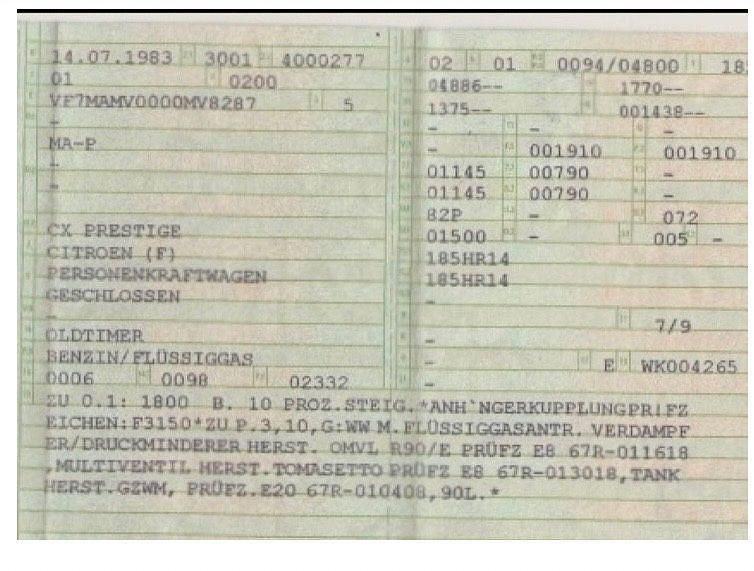 14.07.1983 3001 4000277
01 0200
VF7MAMV0000MV8287 5
-
MA-P
-
-
CX PRESTIGE
CITROEN (F)
PERSONENKRAFTWAGEN
GESCHLOSSEN
-
OLDTIMER
BENZIN/FLÜSSIGGAS
0006 0098 02332
02 01 0094/04800 185
04886-- 1770--
1375-- 001438--
- - -
- 001910 001910
01145 00790 -
01145 00790 -
82P - 072
01500 - 005 -
185HR14
185HR14
-
7/9
-
- E WK004265
-
ZU O.1: 1800 B. 10 PROZ.STEIG.*ANH`NGERKUPPLUNGPR!FZ
EICHEN:F3150*ZU P.3,10,G:WW M.FLÜSSIGGASANTR. VERDAMPF
ER/DRUCKMINDERER HERST. OMVL R90/E PRÜFZ E8 67R-011618
,MULTIVENTIL HERST.TOMASETTO PRÜFZ E8 67R-013018,TANK
HERST.GZWM, PRÜFZ.E20 67R-010408,90L.*